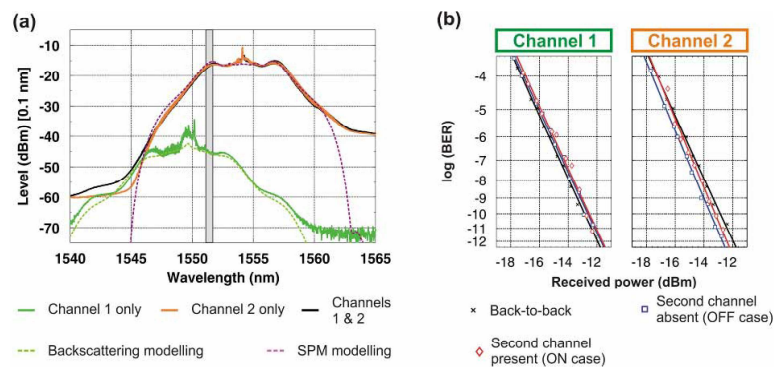 (a)
Level (dBm) [0.1 nm]
-10
-20
-30
-40
-50
-60
-70
1540 1545 1550 1555 1560 1565
Wavelength (nm)
Channel 1 only
Channel 2 only
Channels
1 & 2
Backscattering modelling
SPM modelling
(b)
Channel 1
Channel 2
log (BER)
-4
-5
-6
-7
-8
-9
-10
-11
-12
-18 -16 -14 -12
-18 -16 -14 -12
Received power (dBm)
Back-to-back
Second channel
absent (OFF case)
Second channel
present (ON case)